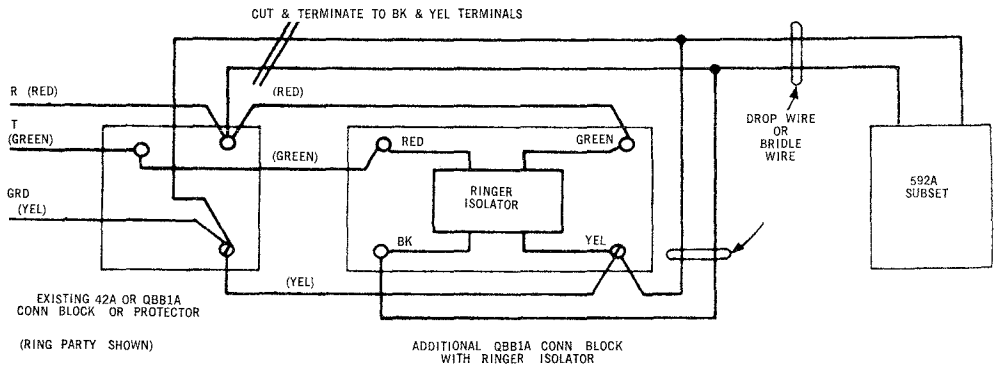 CUT & TERMINATE TO BK & YEL TERMINALS
R (RED)
(RED)
T
(GREEN)
(GREEN)
RED
GREEN
DROP WIRE
OR
BRIDLE
WIRE
RINGER
ISOLATOR
592A
SUBSET
GRD
(YEL)
BK
YEL
(YEL)
EXISTING 42A OR QBB1A
CONN BLOCK OR PROTECTOR
(RING PARTY SHOWN)
ADDITIONAL QBB1A CONN BLOCK
WITH RINGER ISOLATOR